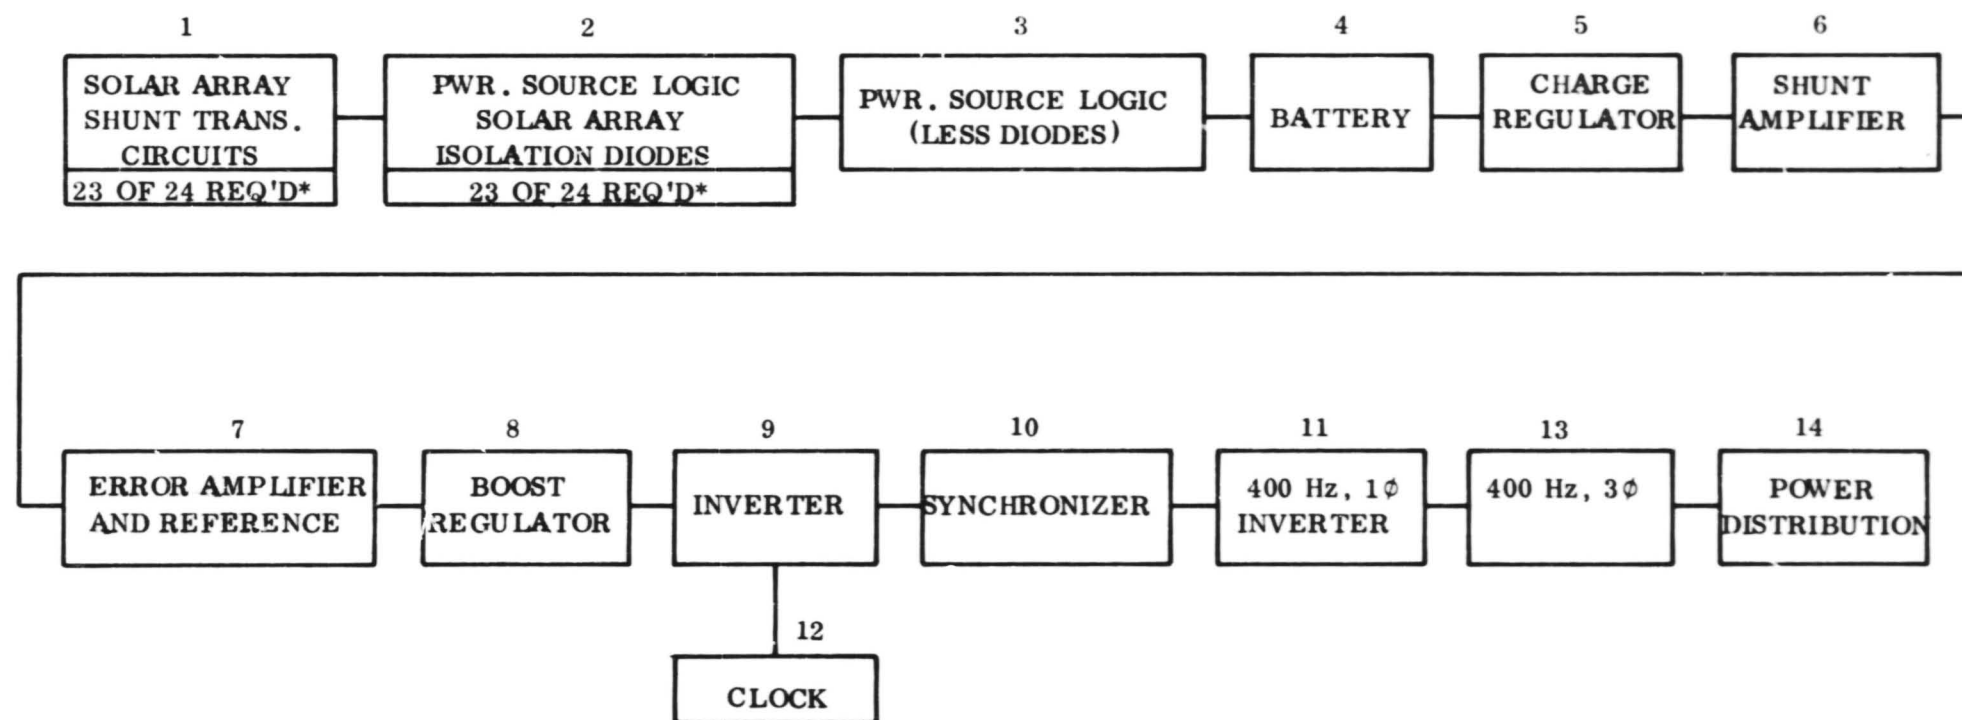 1
SOLAR ARRAY
SHUNT TRANS.
CIRCUITS
23 OF 24 REQ'D*
2
PWR. SOURCE LOGIC
SOLAR ARRAY
ISOLATION DIODES
23 OF 24 REQ'D*
3
PWR. SOURCE LOGIC
(LESS DIODES)
4
BATTERY
5
CHARGE
REGULATOR
6
SHUNT
AMPLIFIER
7
ERROR AMPLIFIER
AND REFERENCE
8
BOOST
REGULATOR
9
INVERTER
10
SYNCHRONIZER
11
400 Hz, 1φ
INVERTER
13
400 Hz, 3φ
14
POWER
DISTRIBUTION
12
CLOCK